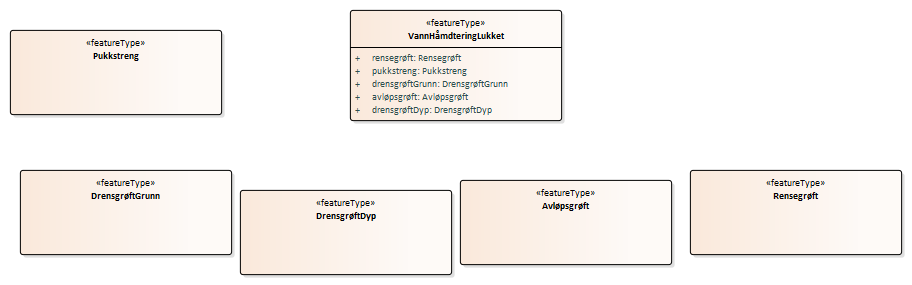 «featureType»
Pukkstreng
«featureType»
VannHåmdteringLukket
+ rensegrøft: Rensegrøft
+ pukkstreng: Pukkstreng
+ drensgrøftGrunn: DrensgrøftGrunn
+ avløpsgrøft: Avløpsgrøft
+ drensgrøftDyp: DrensgrøftDyp
«featureType»
DrensgrøftGrunn
«featureType»
DrensgrøftDyp
«featureType»
Avløpsgrøft
«featureType»
Rensegrøft